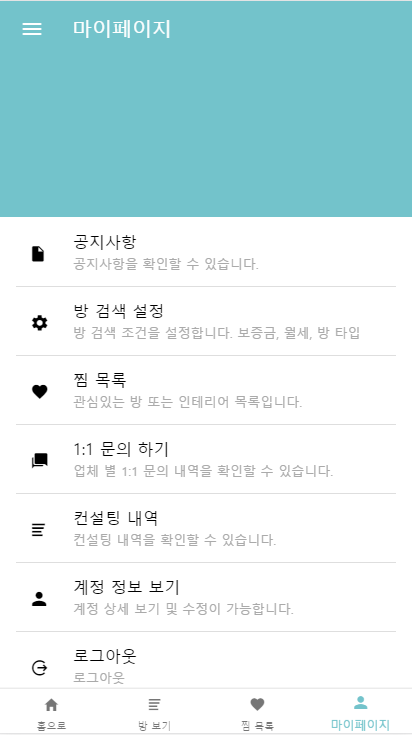 마이페이지
공지사항
공지사항을 확인할 수 있습니다.
방 검색 설정
방 검색 조건을 설정합니다. 보증금, 월세, 방 타입
찜 목록
관심있는 방 또는 인테리어 목록입니다.
1:1 문의 하기
업체 별 1:1 문의 내역을 확인할 수 있습니다.
컨설팅 내역
컨설팅 내역을 확인할 수 있습니다.
계정 정보 보기
계정 상세 보기 및 수정이 가능합니다.
로그아웃
로그아웃
홈으로 방 보기 찜 목록 마이페이지